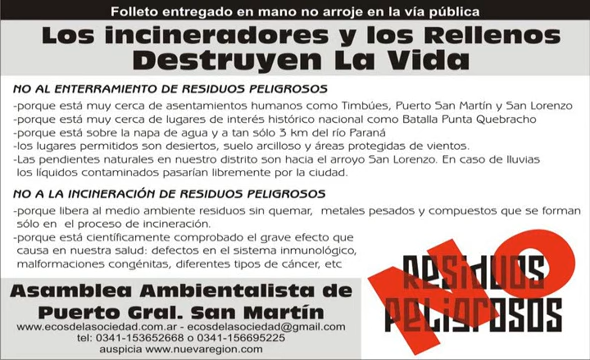 Folleto entregado en mano no arroje en la vía pública
Los incineradores y los Rellenos
Destruyen La Vida
NO AL ENTERRAMIENTO DE RESIDUOS PELIGROSOS
-porque está muy cerca de asentamientos humanos como Timbúes, Puerto San Martín y San Lorenzo
-porque está muy cerca de lugares de interés histórico nacional como Batalla Punta Quebracho
-porque está sobre la napa de agua y a tan sólo 3 km del río Paraná
-los lugares permitidos son desiertos, suelo arcilloso y áreas protegidas de vientos.
-Las pendientes naturales en nuestro distrito son hacia el arroyo San Lorenzo. En caso de lluvias
los líquidos contaminados pasarían libremente por la ciudad.
NO A LA INCINERACIÓN DE RESIDUOS PELIGROSOS
-porque libera al medio ambiente residuos sin quemar, metales pesados y compuestos que se forman
sólo en el proceso de incineración.
-porque está científicamente comprobado el grave efecto que
causa en nuestra salud: defectos en el sistema inmunológico,
malformaciones congénitas, diferentes tipos de cáncer, etc
Residuos
Peligrosos
NO
Asamblea Ambientalista de
Puerto Gral. San Martín
www.ecosdelasociedad.com.ar - ecosdelasociedad@gmail.com
tel: 0341-153652668 o 0341-156695225
auspicia www.nuevaregion.com